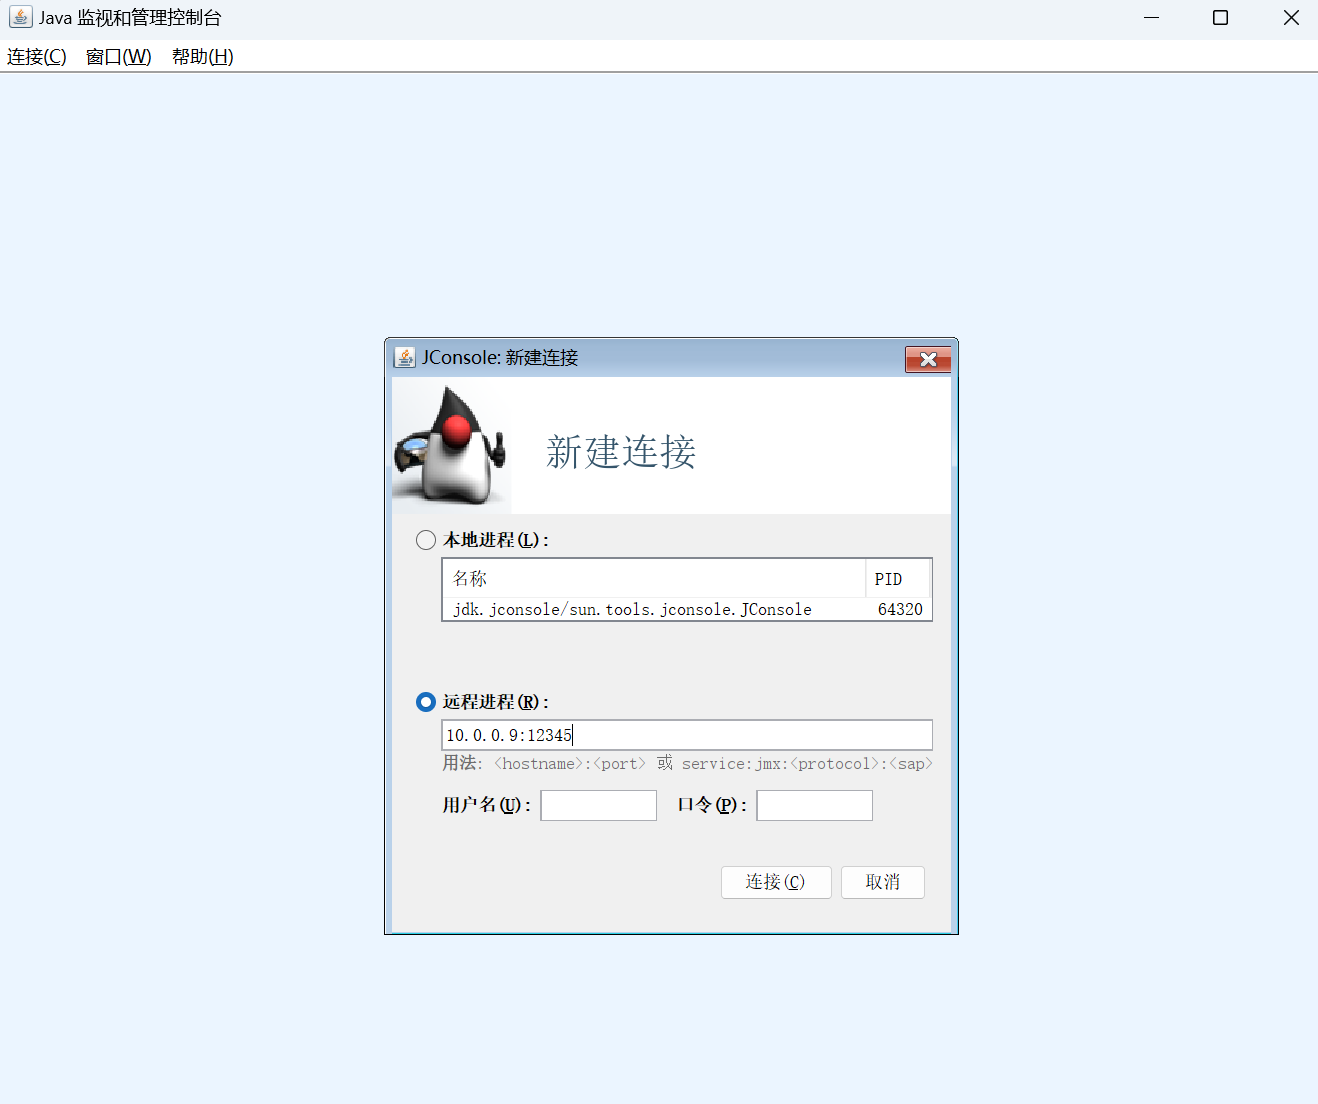 Java 监视和管理控制台
连接(C) 窗口(W) 帮助(H)
JConsole: 新建连接
新建连接
本地进程(L):
名称 PID
jdk.jconsole/sun.tools.jconsole.JConsole 64320
远程进程(R):
10.0.0.9:12345
用法: <hostname>:<port> 或 service:jmx:<protocol>:<sap>
用户名(U): 口令(P):
连接(C) 取消